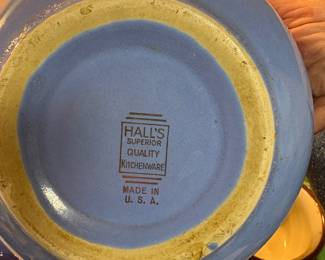 HALL'S
SUPERIOR
QUALITY
KITCHENWARE
MADE IN
U. S. A.